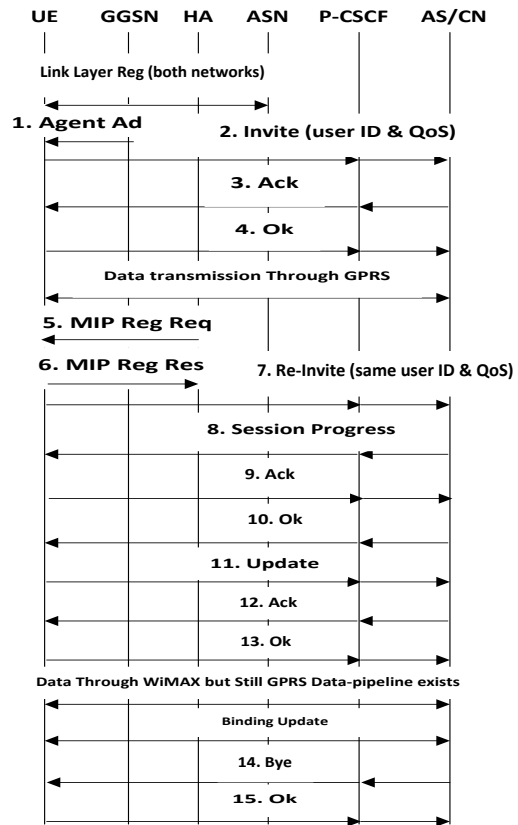 UE GGSN HA ASN P-CSCF AS/CN
Link Layer Reg (both networks)
1. Agent Ad
2. Invite (user ID & QoS)
3. Ack
4. Ok
Data transmission Through GPRS
5. MIP Reg Req
6. MIP Reg Res
7. Re-Invite (same user ID & QoS)
8. Session Progress
9. Ack
10. Ok
11. Update
12. Ack
13. Ok
Data Through WiMAX but Still GPRS Data-pipeline exists
Binding Update
14. Bye
15. Ok